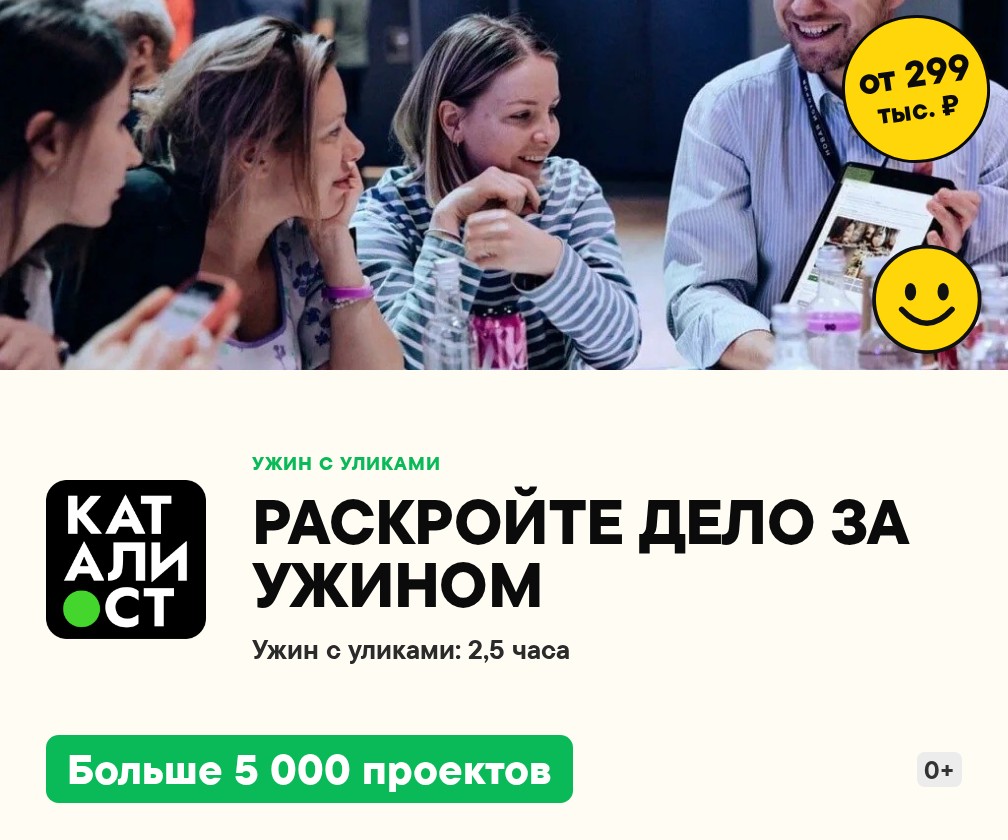 от 299
тыс. ₽
УЖИН С УЛИКАМИ
РАСКРОЙТЕ ДЕЛО ЗА
УЖИНОМ
КАТ
АЛИ
СТ
Ужин с уликами: 2,5 часа
Больше 5 000 проектов
0+